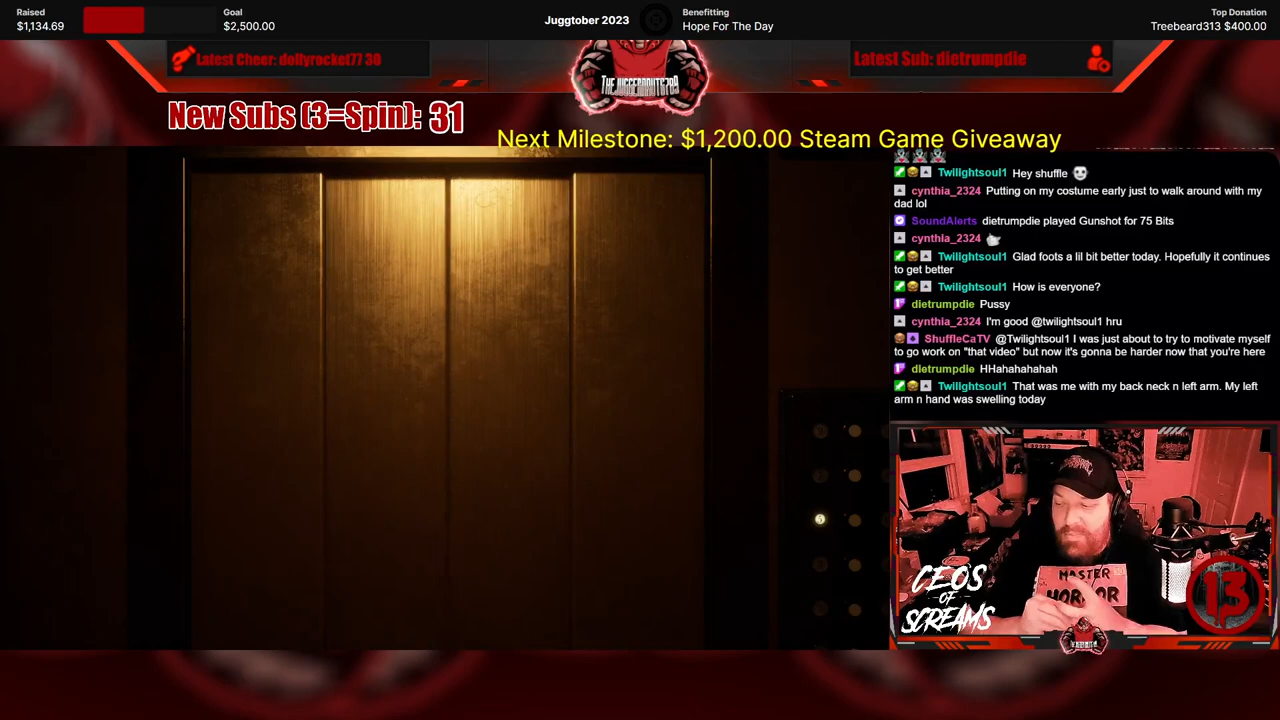 Raised
$1,134.69
Goal
$2,500.00
Juggtober 2023
Benefitting
Hope For The Day
Top Donation
Treebeard313 $400.00
Latest Cheer: dollyrocket77 30
THEJUGGERNAUT6789
Latest Sub: dietrumpdie
New Subs (3=Spin): 31
Next Milestone: $1,200.00 Steam Game Giveaway
Twilightsoul1 Hey shuffle
cynthia_2324 Putting on my costume early just to walk around with my
dad lol
SoundAlerts dietrumpdie played Gunshot for 75 Bits
cynthia_2324
Twilightsoul1 Glad foots a lil bit better today. Hopefully it continues
to get better
Twilightsoul1 How is everyone?
dietrumpdie Pussy
cynthia_2324 I'm good @twilightsoul1 hru
ShuffleCaTV @Twilightsoul1 I was just about to try to motivate myself
to go work on "that video" but now it's gonna be harder now that you're here
dietrumpdie HHahahahahah
Twilightsoul1 That was me with my back neck n left arm. My left
arm n hand was swelling today
CEOS
OF
SCREAMS
MASTER
HORROR
13